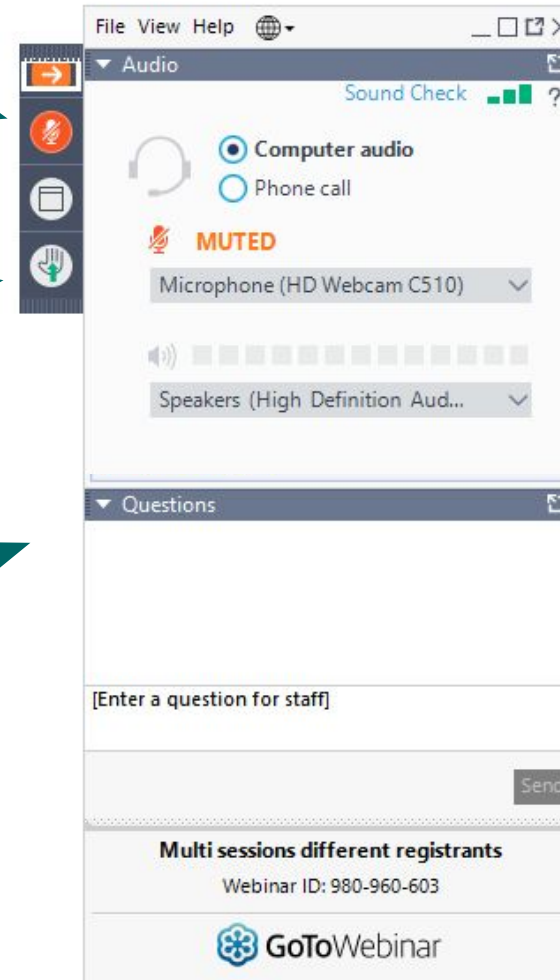 File View Help
Audio
Sound Check ?
Computer audio
Phone call
MUTED
Microphone (HD Webcam C510)
Speakers (High Definition Aud...
Questions
[Enter a question for staff]
Send
Multi sessions different registrants
Webinar ID: 980-960-603
GoToWebinar